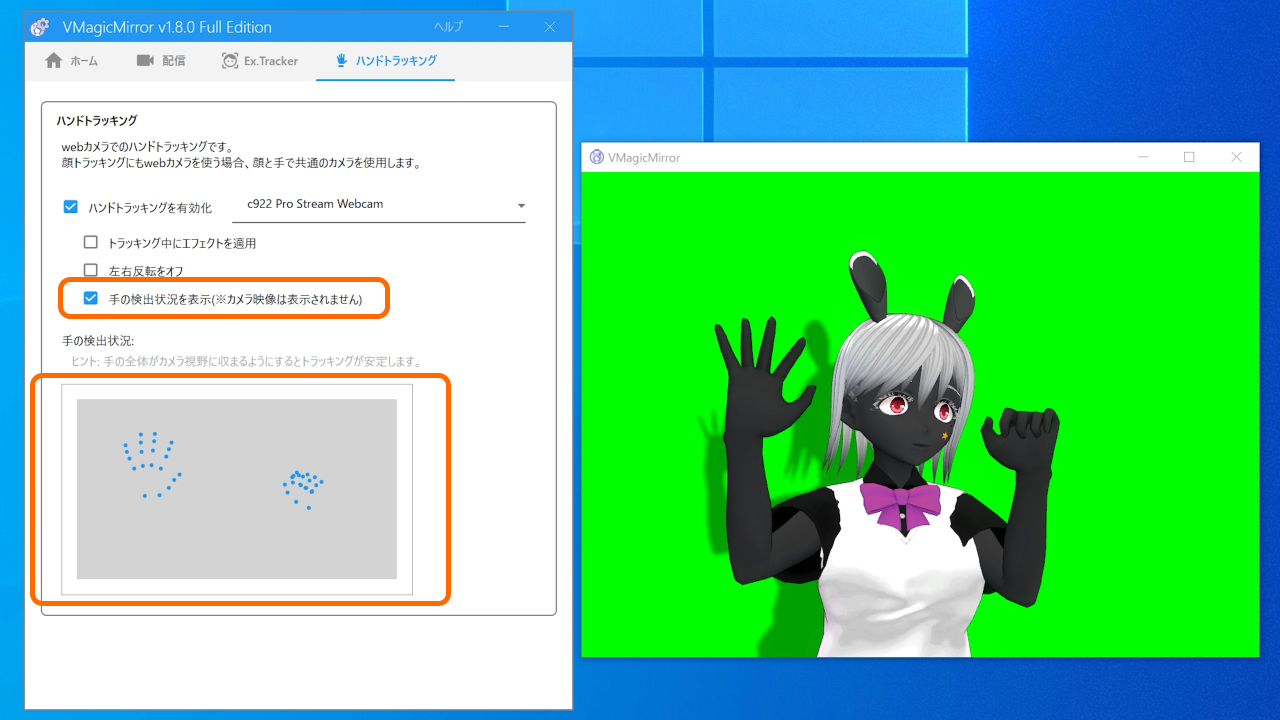 VMagicMirror v1.8.0 Full Edition
ヘルプ
ホーム
配信
Ex.Tracker
ハンドトラッキング
ハンドトラッキング
webカメラでのハンドトラッキングです。
顔トラッキングにもwebカメラを使う場合、顔と手で共通のカメラを使用します。
ハンドトラッキングを有効化
c922 Pro Stream Webcam
トラッキング中にエフェクトを適用
左右反転をオフ
手の検出状況を表示(※カメラ映像は表示されません)
手の検出状況:
ヒント: 手の全体がカメラ視野に収まるようにするとトラッキングが安定します。
VMagicMirror